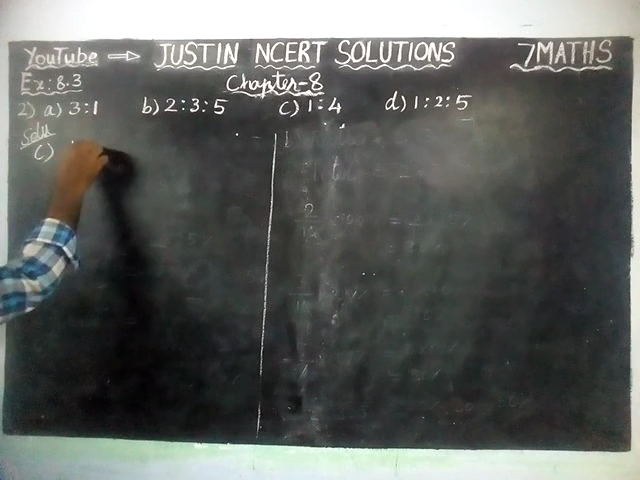 YouTube ⇒ JUSTIN NCERT SOLUTIONS 7MATHS
Ex: 8.3 Chapter-8
2) a) 3:1 b) 2:3:5 c) 1:4 d) 1:2:5
Solu
C)